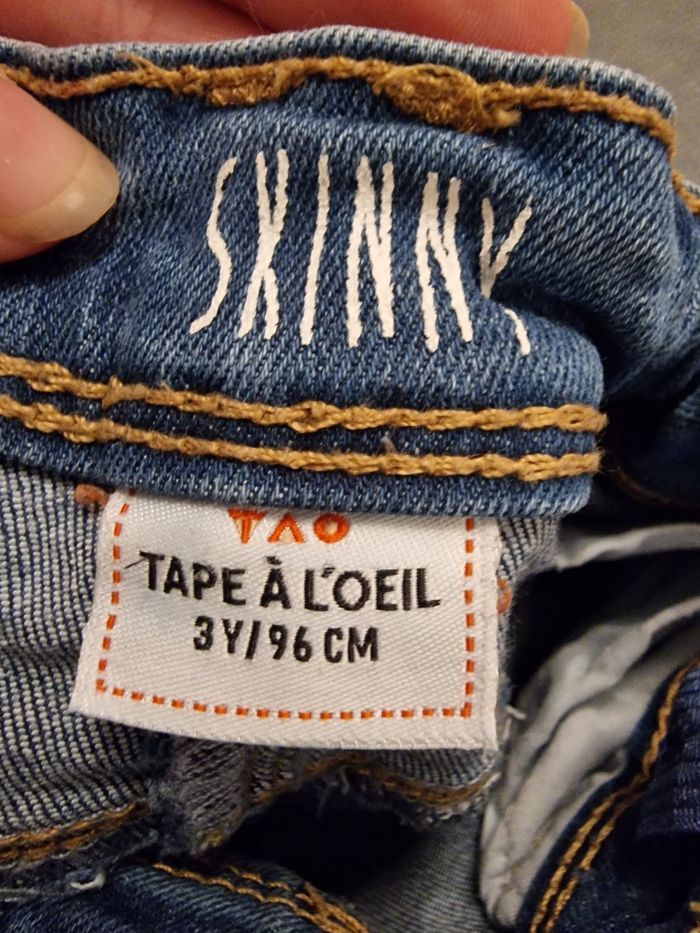 SKINNY
TAO
TAPE À L'OEIL
3Y/96 CM